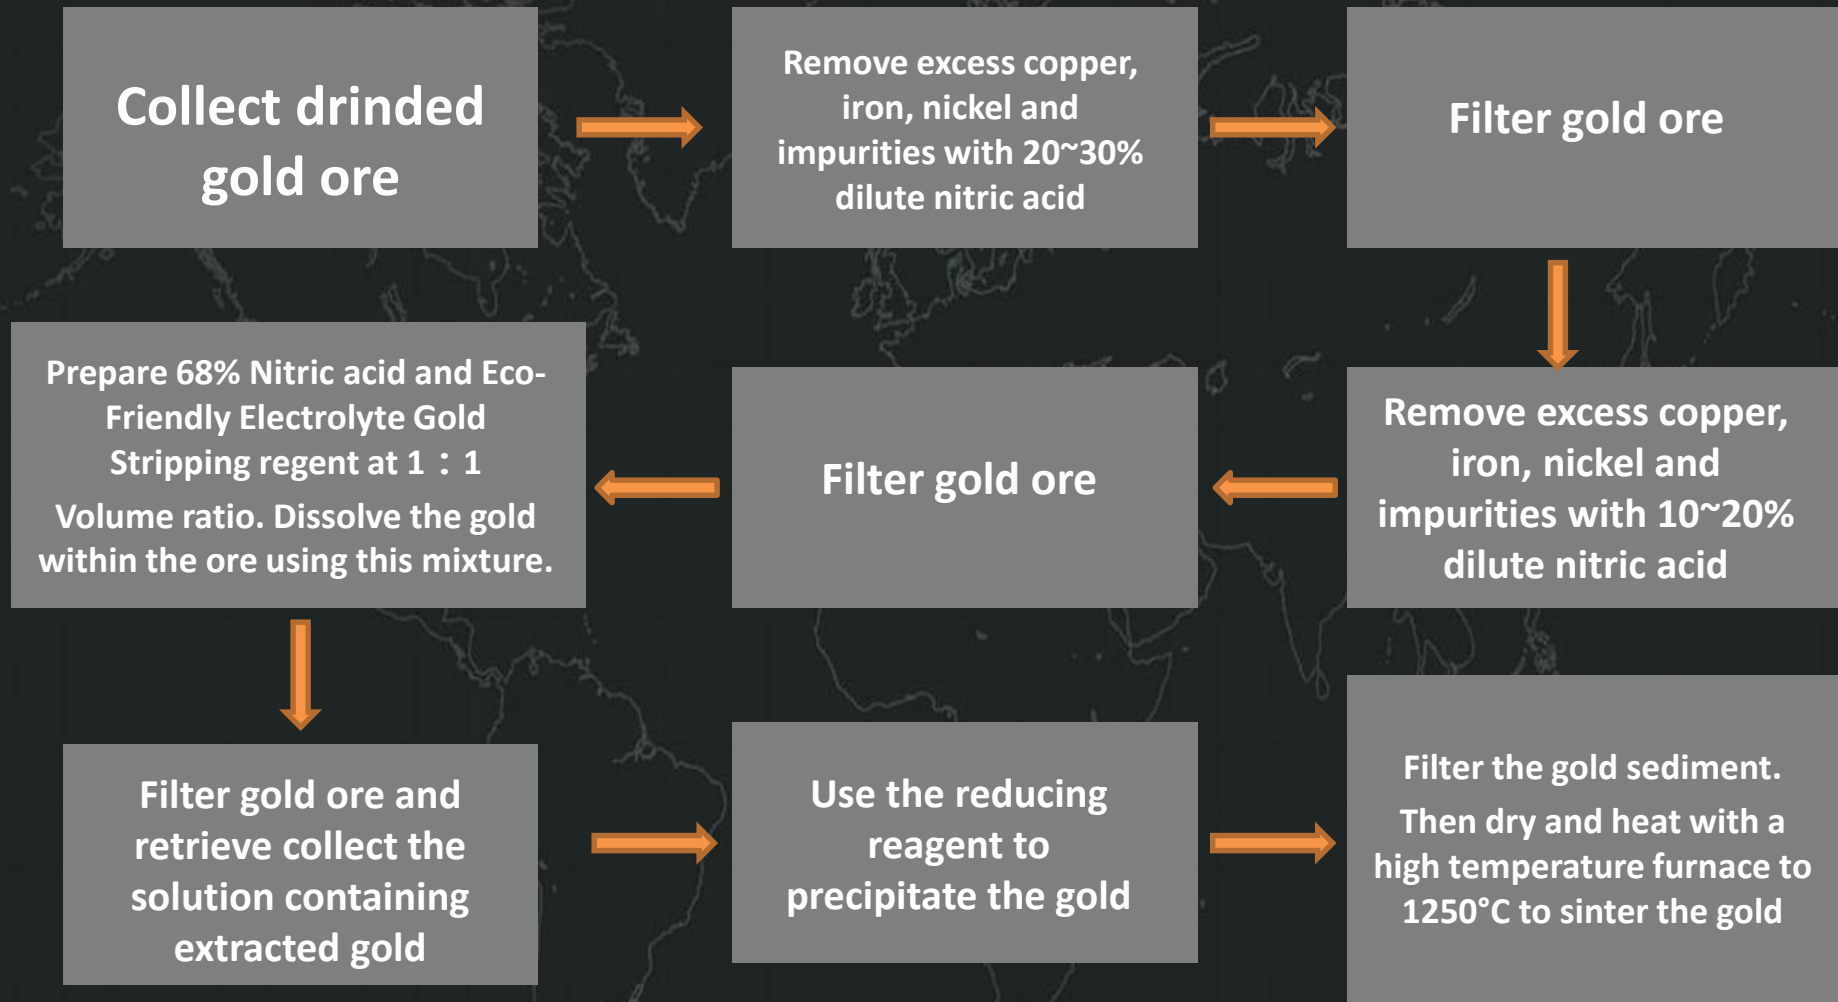 Collect drinded
gold ore
Remove excess copper,
iron, nickel and
impurities with 20~30%
dilute nitric acid
Filter gold ore
Remove excess copper,
iron, nickel and
impurities with 10~20%
dilute nitric acid
Filter gold ore
Prepare 68% Nitric acid and Eco-
Friendly Electrolyte Gold
Stripping regent at 1：1
Volume ratio. Dissolve the gold
within the ore using this mixture.
Filter gold ore and
retrieve collect the
solution containing
extracted gold
Use the reducing
reagent to
precipitate the gold
Filter the gold sediment.
Then dry and heat with a
high temperature furnace to
1250°C to sinter the gold